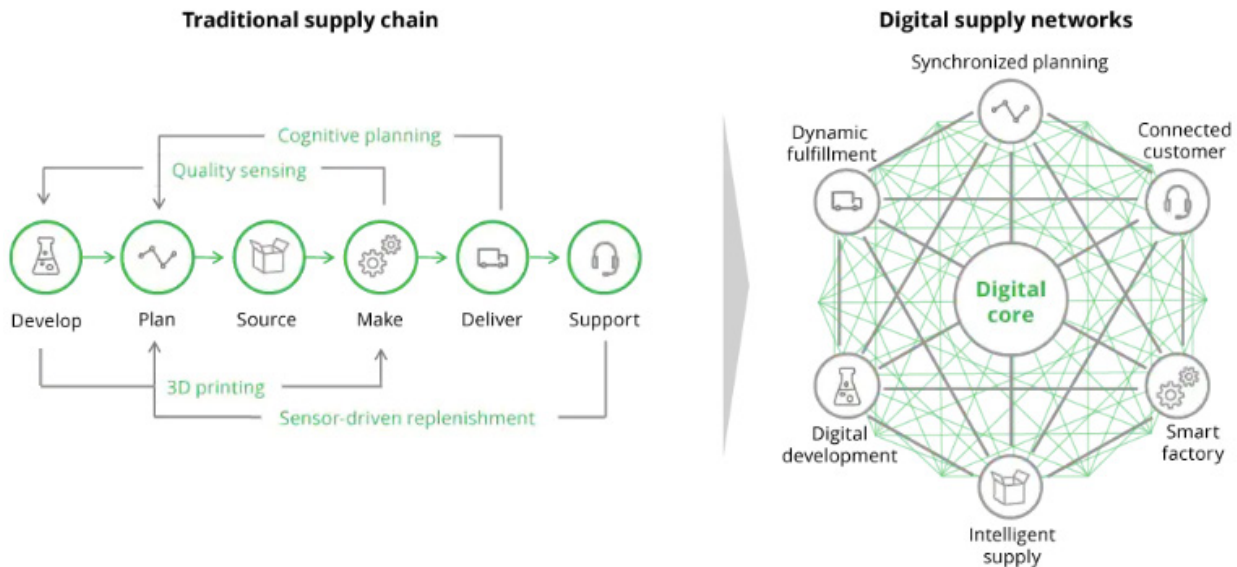 Traditional supply chain
Cognitive planning
Quality sensing
Develop
Plan
Source
Make
Deliver
Support
3D printing
Sensor-driven replenishment
Digital supply networks
Synchronized planning
Dynamic
fulfillment
Connected
customer
Digital
core
Digital
development
Smart
factory
Intelligent
supply